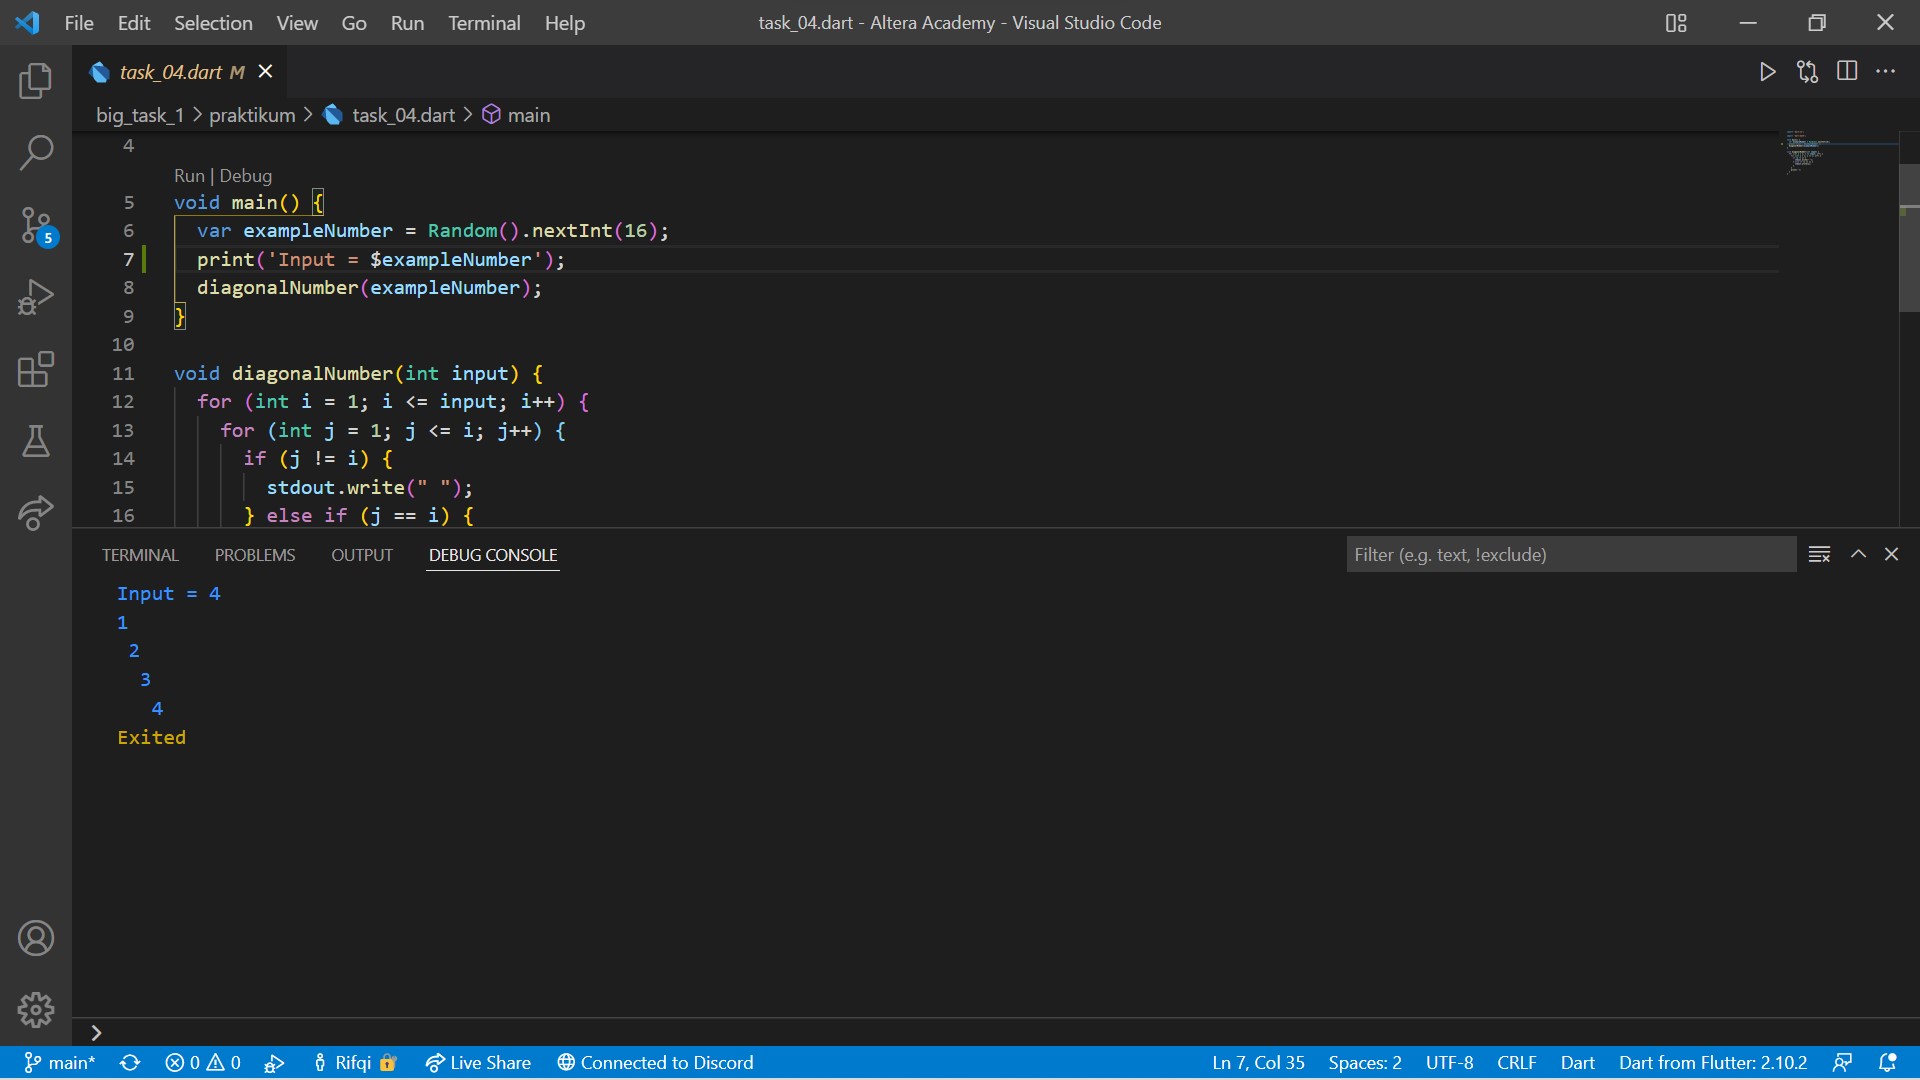 File Edit Selection View Go Run Terminal Help
task_04.dart - Altera Academy - Visual Studio Code
task_04.dart M
big_task_1 > praktikum > task_04.dart > main
4
Run | Debug
5 void main() {
6 var exampleNumber = Random().nextInt(16);
7 print('Input = $exampleNumber');
8 diagonalNumber(exampleNumber);
9 }
10
11 void diagonalNumber(int input) {
12 for (int i = 1; i <= input; i++) {
13 for (int j = 1; j <= i; j++) {
14 if (j != i) {
15 stdout.write(" ");
16 } else if (j == i) {
5
TERMINAL PROBLEMS OUTPUT DEBUG CONSOLE
Filter (e.g. text, !exclude)
Input = 4
1
2
3
4
Exited
>
main* 0 0 Rifqi Live Share Connected to Discord
Ln 7, Col 35 Spaces: 2 UTF-8 CRLF Dart Dart from Flutter: 2.10.2